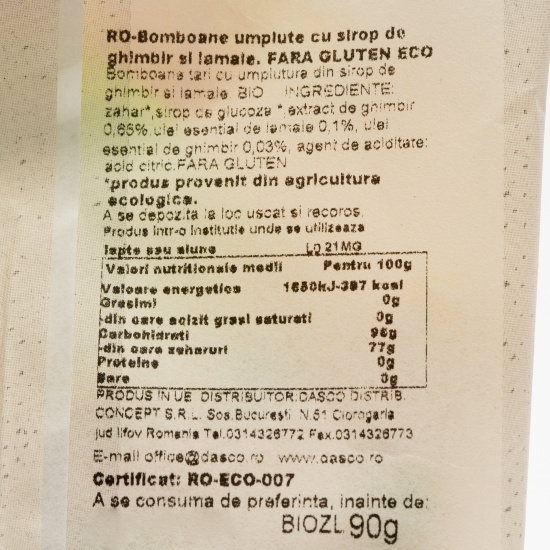 RO-Bomboane umplute cu sirop de
ghimbir si lamaie. FARA GLUTEN ECO
Bomboane tari cu umplutura din sirop de
ghimbir si lamaie BIO INGREDIENTE:
zahar*,sirop de glucoza *,extract de ghimbir
0,65%,ulei esential de lamaie 0,1%, ulei
esential de ghimbir 0,03%, agent de aciditate:
acid citric.FARA GLUTEN
*produs provenit din agricultura
ecologica.
A se depozita la loc uscat si racoros.
Produs intr-o institutie unde se utilizeaza
lapte sau alune Lo 21MG
Valori nutritionale medii Pentru 100g
Valoare energetica 1650kJ-387 kcal
Grasimi 0g
-din care acizit grasi saturati 0g
Carbohidrati 96g
-din care zaharuri 77g
Proteine 0g
Sare 0g
PRODUS IN UE DISTRIBUITOR:DASCO DISTRIB.
CONCEPT S.R.L. Sos.Bucuresti N.51 Ciorogarla
jud Ilfov Romania Tel.0314326772 Fax.0314326773
E-mail office@dasco.ro www.dasco.ro
Certificat: RO-ECO-007
A se consuma de preferinta, inainte de:
BIOZL 90g